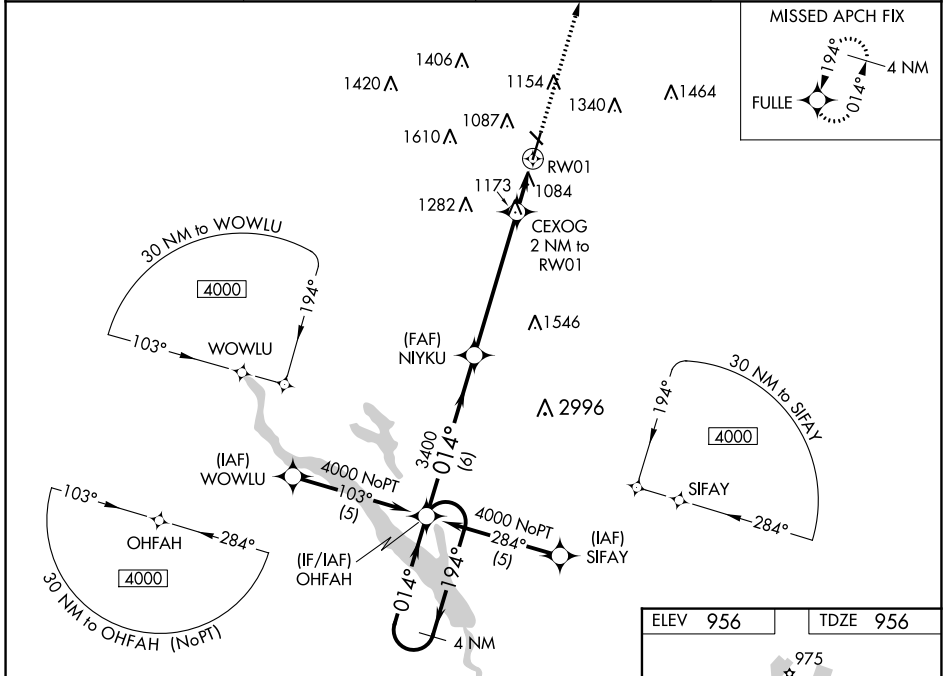 MISSED APCH FIX
194°
4 NM
FULLE
014°
1406
1420
1154
1340
1464
1087
1610
RW01
1173
1084
1282
CEXOG
2 NM to
RW01
30 NM to WOWLU
4000
194°
103°
WOWLU
1546
(FAF)
NIYKU
2996
30 NM to SIFAY
194°
4000
SIFAY
284°
3400
014°
(6)
(IAF)
WOWLU
4000 NoPT
103°
(5)
4000 NoPT
284°
(5)
(IAF)
SIFAY
103°
OHFAH
284°
4000
30 NM to OHFAH (NoPT)
(IF/IAF)
OHFAH
014°
194°
4 NM
ELEV 956
TDZE 956
975